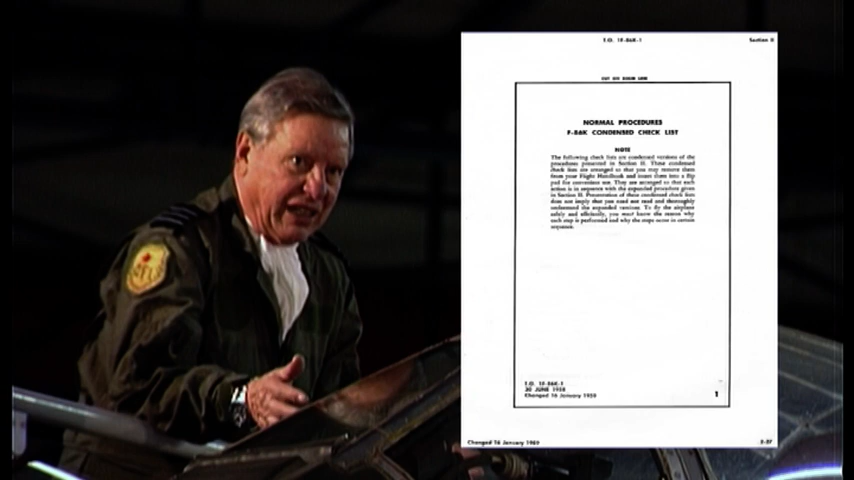 T.O. 1F-86K-1
Section II
CUT ON SOLID LINE
NORMAL PROCEDURES
F-86K CONDENSED CHECK LIST
NOTE
The following check lists are condensed versions of the
procedures presented in Section II. These condensed
check lists are arranged so that you may remove them
from your Flight Handbook and insert them into a flip
pad for convenient use. They are arranged so that each
action is in sequence with the expanded procedure given
in Section II. Presentation of these condensed check lists
does not imply that you need not read and thoroughly
understand the expanded versions. To fly the airplane
safely and efficiently, you must know the reason why
each step is performed and why the steps occur in certain
sequence.
T.O. 1F-86K-1
30 JUNE 1958
Changed 16 January 1959
1
Changed 16 January 1959
2-27